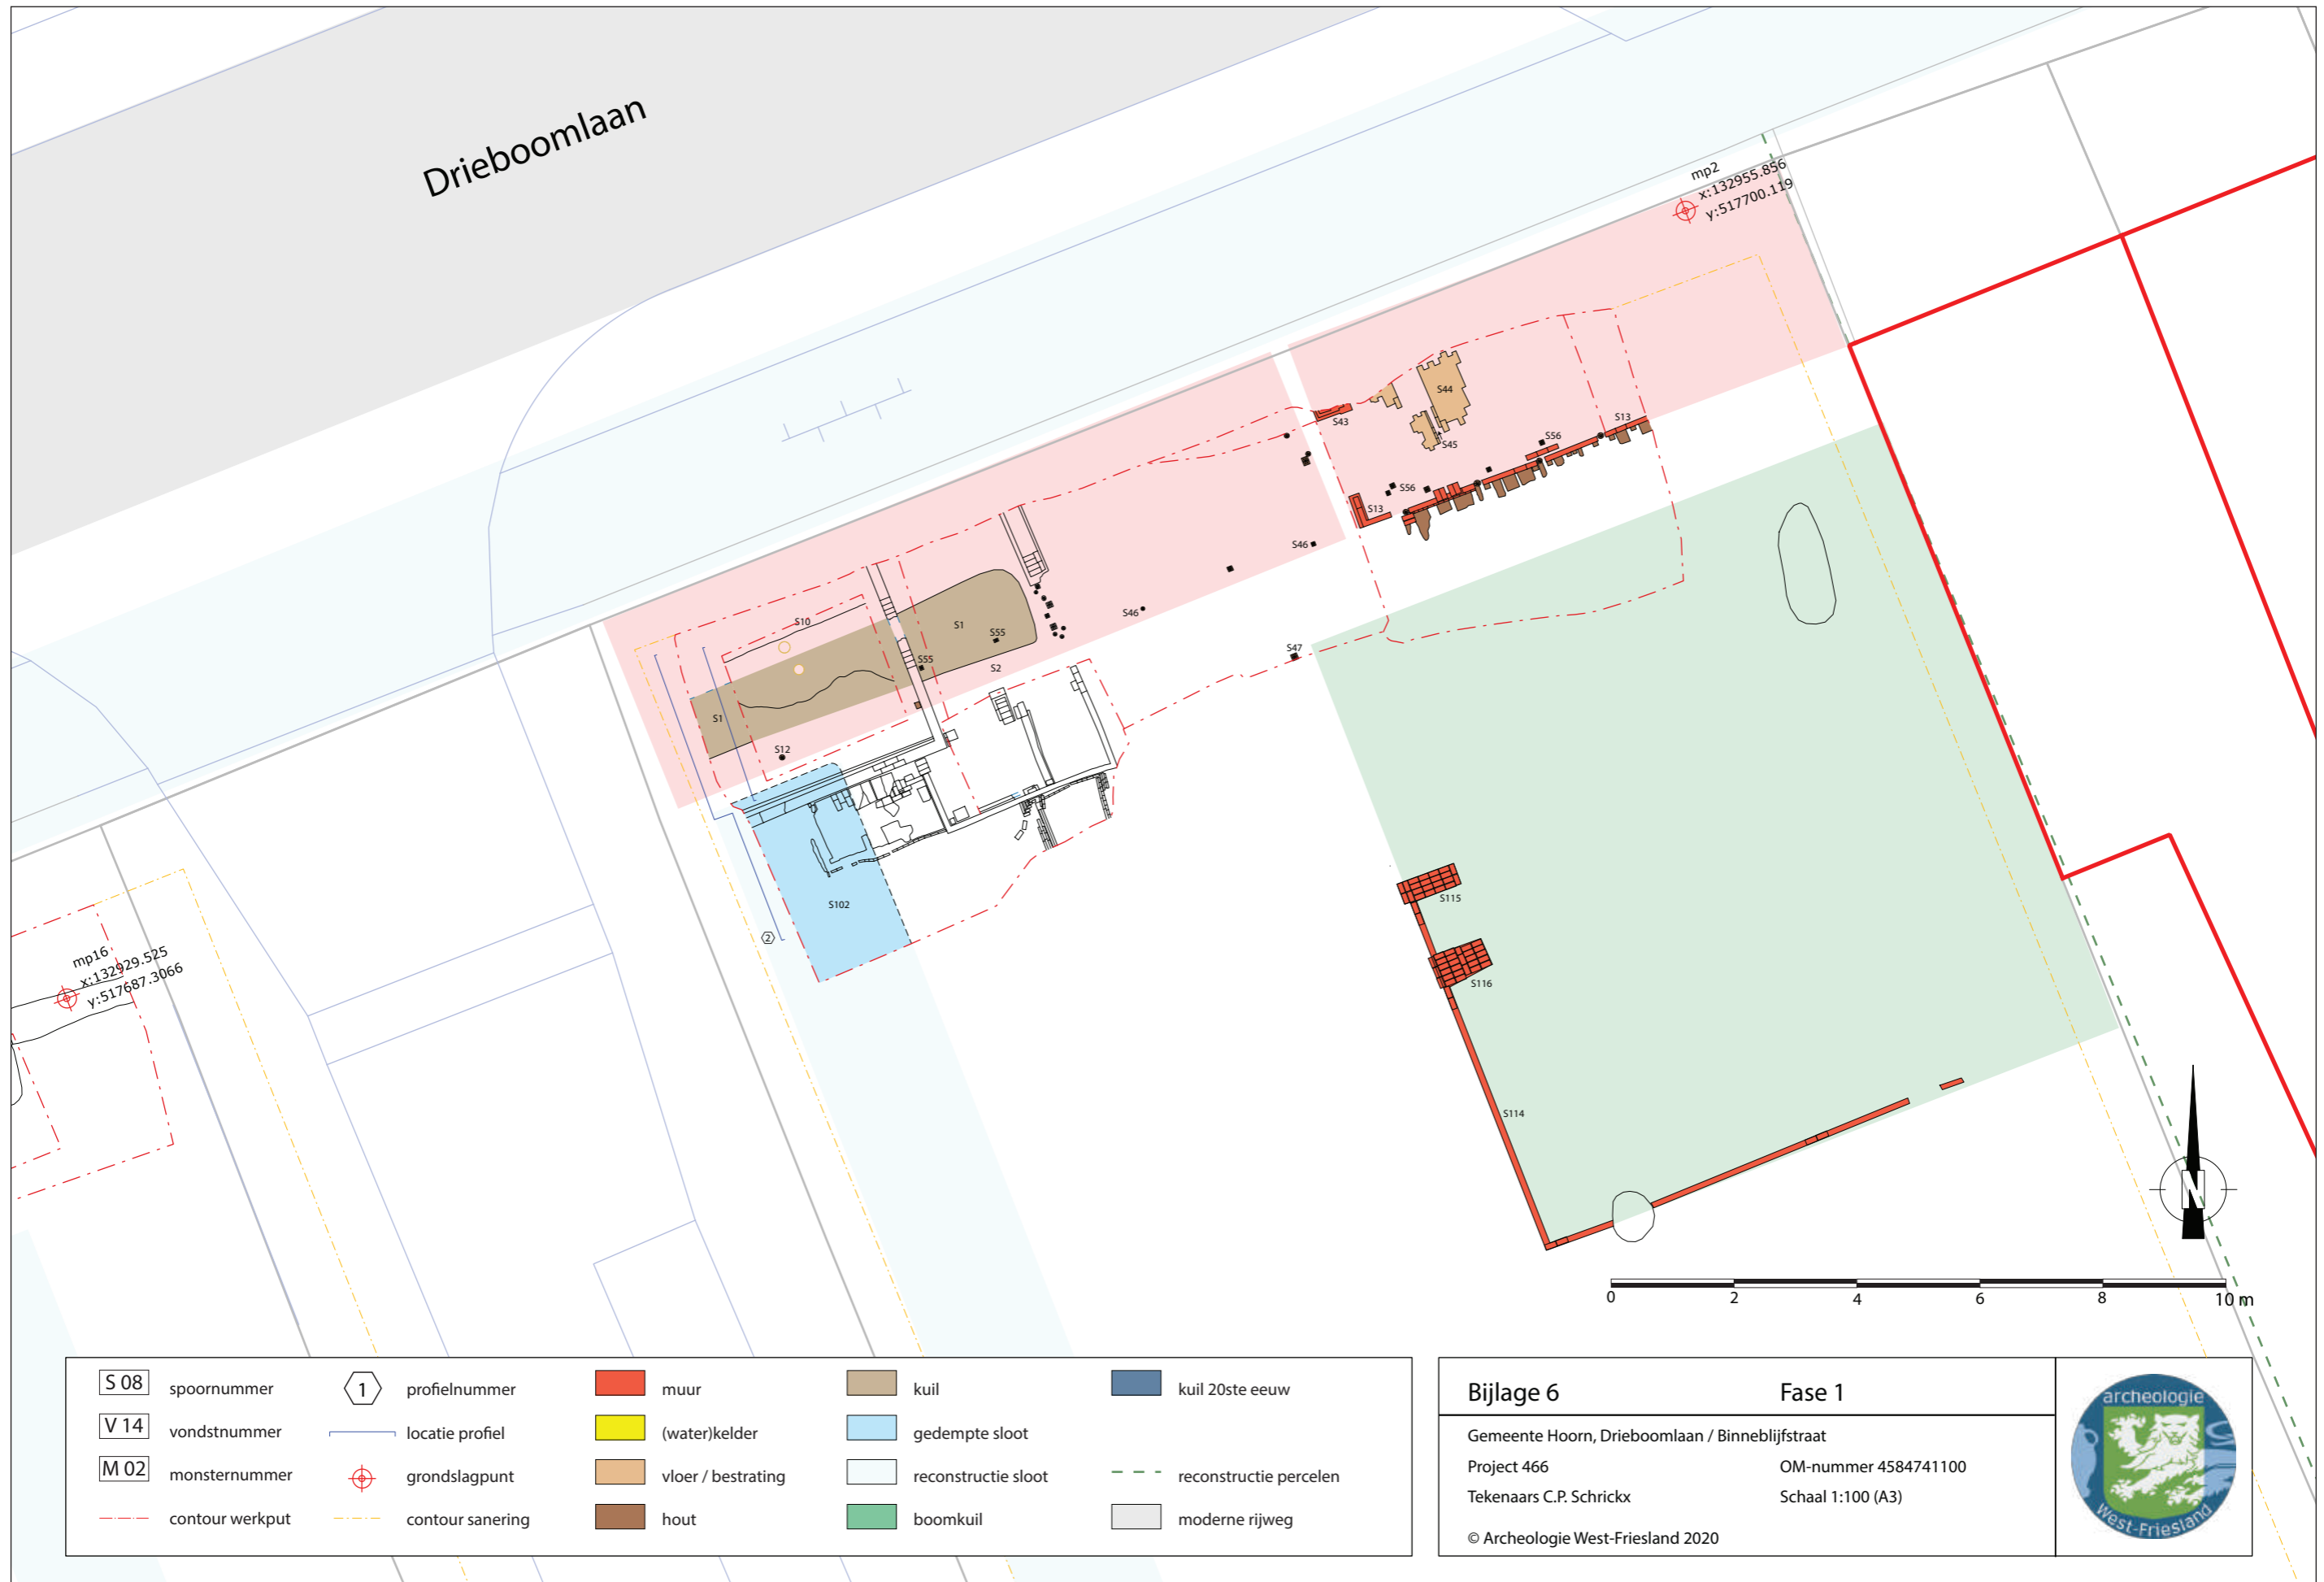 Drieboomlaan
mp2
x:132955.856
y:517700.119
S44
S43
S45
S13
S56
S56
S13
S46
S46
S47
S10
S1
S55
S55
S2
S1
S12
S102
2
mp16
x:132929.525
y:517687.3066
S115
S116
S114
N
0 2 4 6 8 10 m
S 08 spoornummer
V 14 vondstnummer
M 02 monsternummer
contour werkput
1 profielnummer
locatie profiel
grondslagpunt
contour sanering
muur
(water)kelder
vloer / bestrating
hout
kuil
gedempte sloot
reconstructie sloot
boomkuil
kuil 20ste eeuw
reconstructie percelen
moderne rijweg
Bijlage 6 Fase 1
Gemeente Hoorn, Drieboomlaan / Binneblijfstraat
Project 466 OM-nummer 4584741100
Tekenaars C.P. Schrickx Schaal 1:100 (A3)
© Archeologie West-Friesland 2020
archeologie
West-Friesland